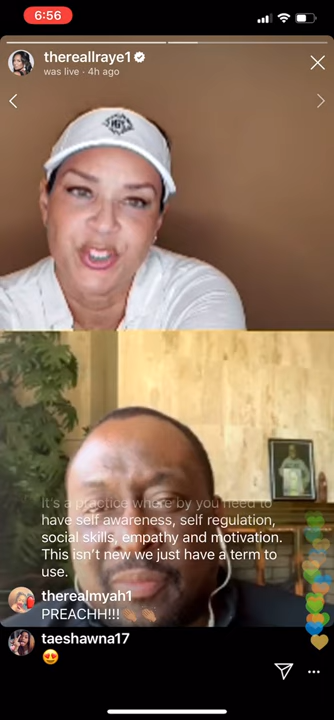 6:56
thereallraye1
was live · 4h ago
It's a practice where by you need to
have self awareness, self regulation,
social skills, empathy and motivation.
This isn't new we just have a term to
use.
therealmyah1
PREACHH!!! 👏🏽👏🏽
taeshawna17
😍